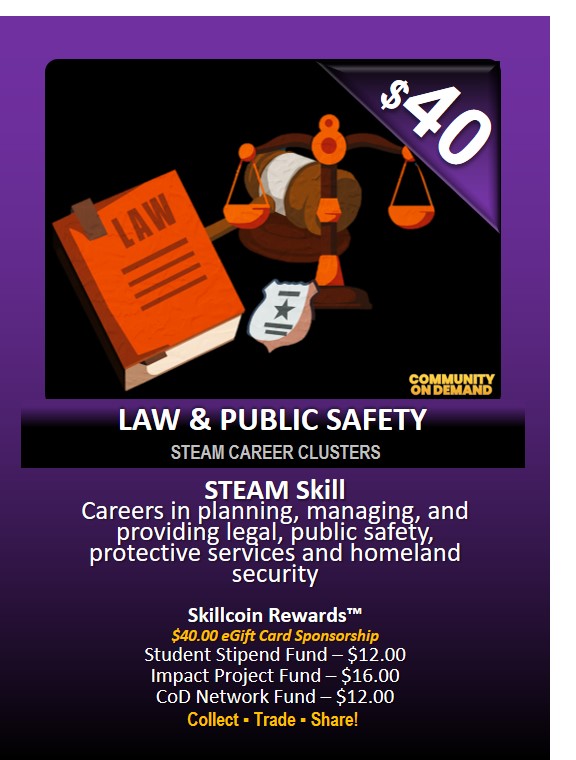 $40
LAW
COMMUNITY
ON DEMAND
LAW & PUBLIC SAFETY
STEAM CAREER CLUSTERS
STEAM Skill
Careers in planning, managing, and
providing legal, public safety,
protective services and homeland
security
Skillcoin Rewards™
$40.00 eGift Card Sponsorship
Student Stipend Fund – $12.00
Impact Project Fund – $16.00
CoD Network Fund – $12.00
Collect ▪ Trade ▪ Share!